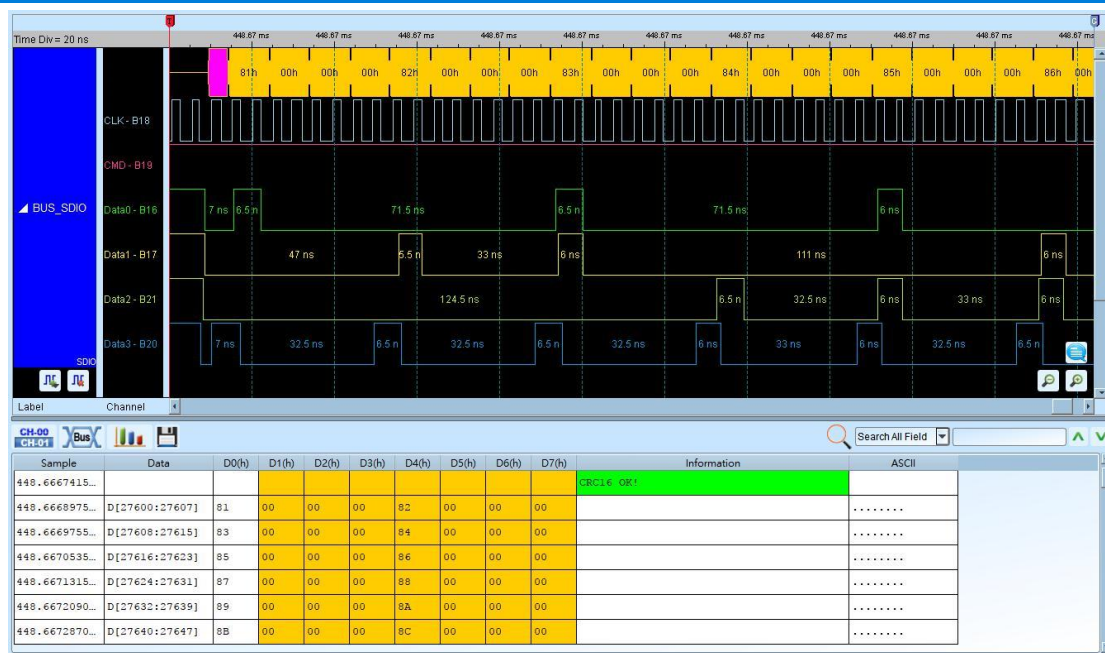 T
C
Time Div = 20 ns 448.67 ms 448.67 ms 448.67 ms 448.67 ms 448.67 ms 448.67 ms 448.67 ms 448.67 ms 448.67 ms 448.67 ms 448.67 ms
81h 00h 00h 00h 82h 00h 00h 00h 83h 00h 00h 00h 84h 00h 00h 00h 85h 00h 00h 00h 86h 00h
CLK - B18
CMD - B19
BUS_SDIO
Data0 - B16 7 ns 6.5 n 71.5 ns 6.5 n 71.5 ns 6 ns
Data1 - B17 47 ns 5.5 n 33 ns 6 ns 111 ns 6 ns
Data2 - B21 124.5 ns 6.5 n 32.5 ns 6 ns 33 ns 6 ns
Data3 - B20 7 ns 32.5 ns 6.5 n 32.5 ns 6.5 n 32.5 ns 6 ns 33 ns 6 ns 32.5 ns 6.5 n
SDIO
Label Channel
CH-00
CH-01
Bus
Search All Field
Sample Data D0(h) D1(h) D2(h) D3(h) D4(h) D5(h) D6(h) D7(h) Information ASCII
448.6667415... CRC16 OK!
448.6668975... D[27600:27607] 81 00 00 00 82 00 00 00 ........
448.6669755... D[27608:27615] 83 00 00 00 84 00 00 00 ........
448.6670535... D[27616:27623] 85 00 00 00 86 00 00 00 ........
448.6671315... D[27624:27631] 87 00 00 00 88 00 00 00 ........
448.6672090... D[27632:27639] 89 00 00 00 8A 00 00 00 ........
448.6672870... D[27640:27647] 8B 00 00 00 8C 00 00 00 ........